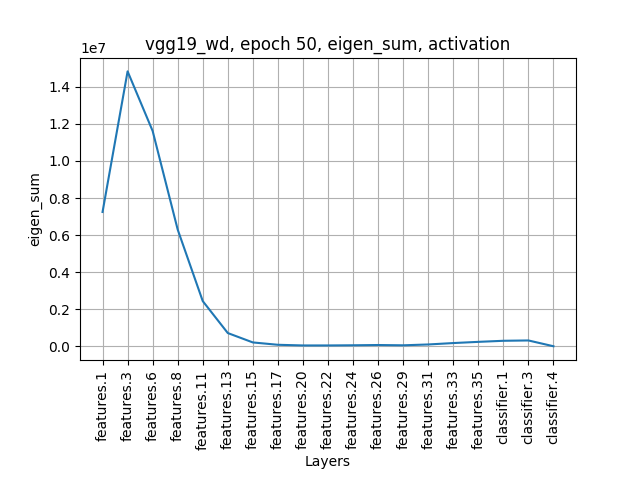 vgg19_wd, epoch 50, eigen_sum, activation
1e7
1.4
1.2
1.0
0.8
0.6
0.4
0.2
0.0
eigen_sum
features.1
features.3
features.6
features.8
features.11
features.13
features.15
features.17
features.20
features.22
features.24
features.26
features.29
features.31
features.33
features.35
classifier.1
classifier.3
classifier.4
Layers